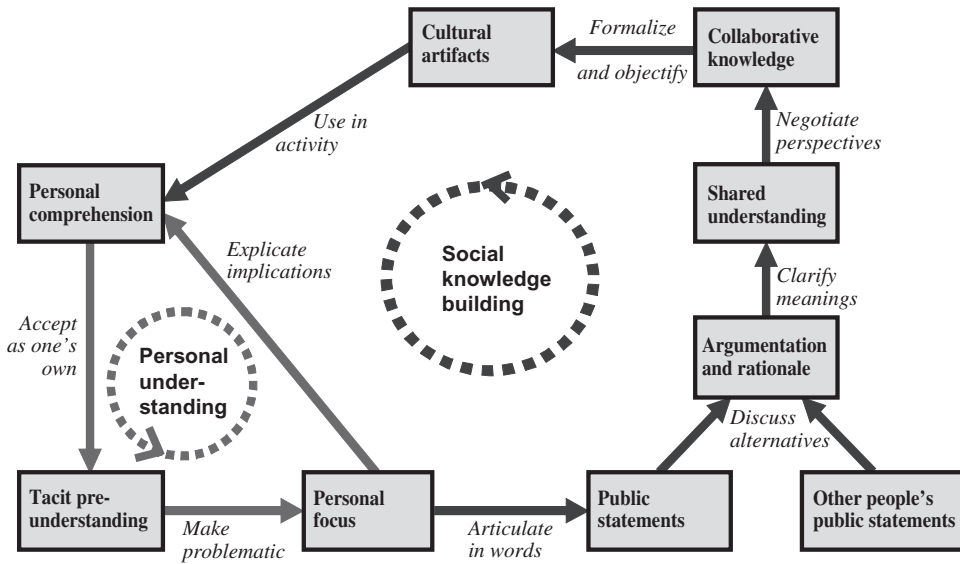 Cultural
artifacts
Formalize
and objectify
Collaborative
knowledge
Use in
activity
Negotiate
perspectives
Personal
comprehension
Shared
understanding
Explicate
implications
Social
knowledge
building
Clarify
meanings
Accept
as one's
own
Personal
under-
standing
Argumentation
and rationale
Discuss
alternatives
Tacit pre-
understanding
Make
problematic
Personal
focus
Articulate
in words
Public
statements
Other people's
public statements